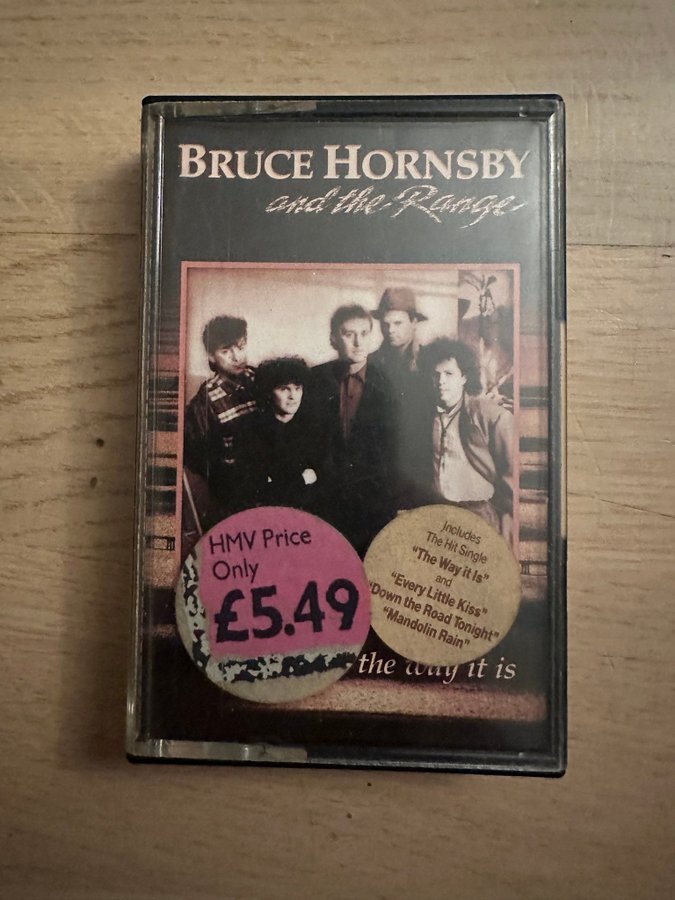 BRUCE HORNSBY
and the Range
HMV Price
Only
£5.49
Includes
The Hit Single
"The Way it Is"
and
"Every Little Kiss"
"Down the Road Tonight"
"Mandolin Rain"
the way it is